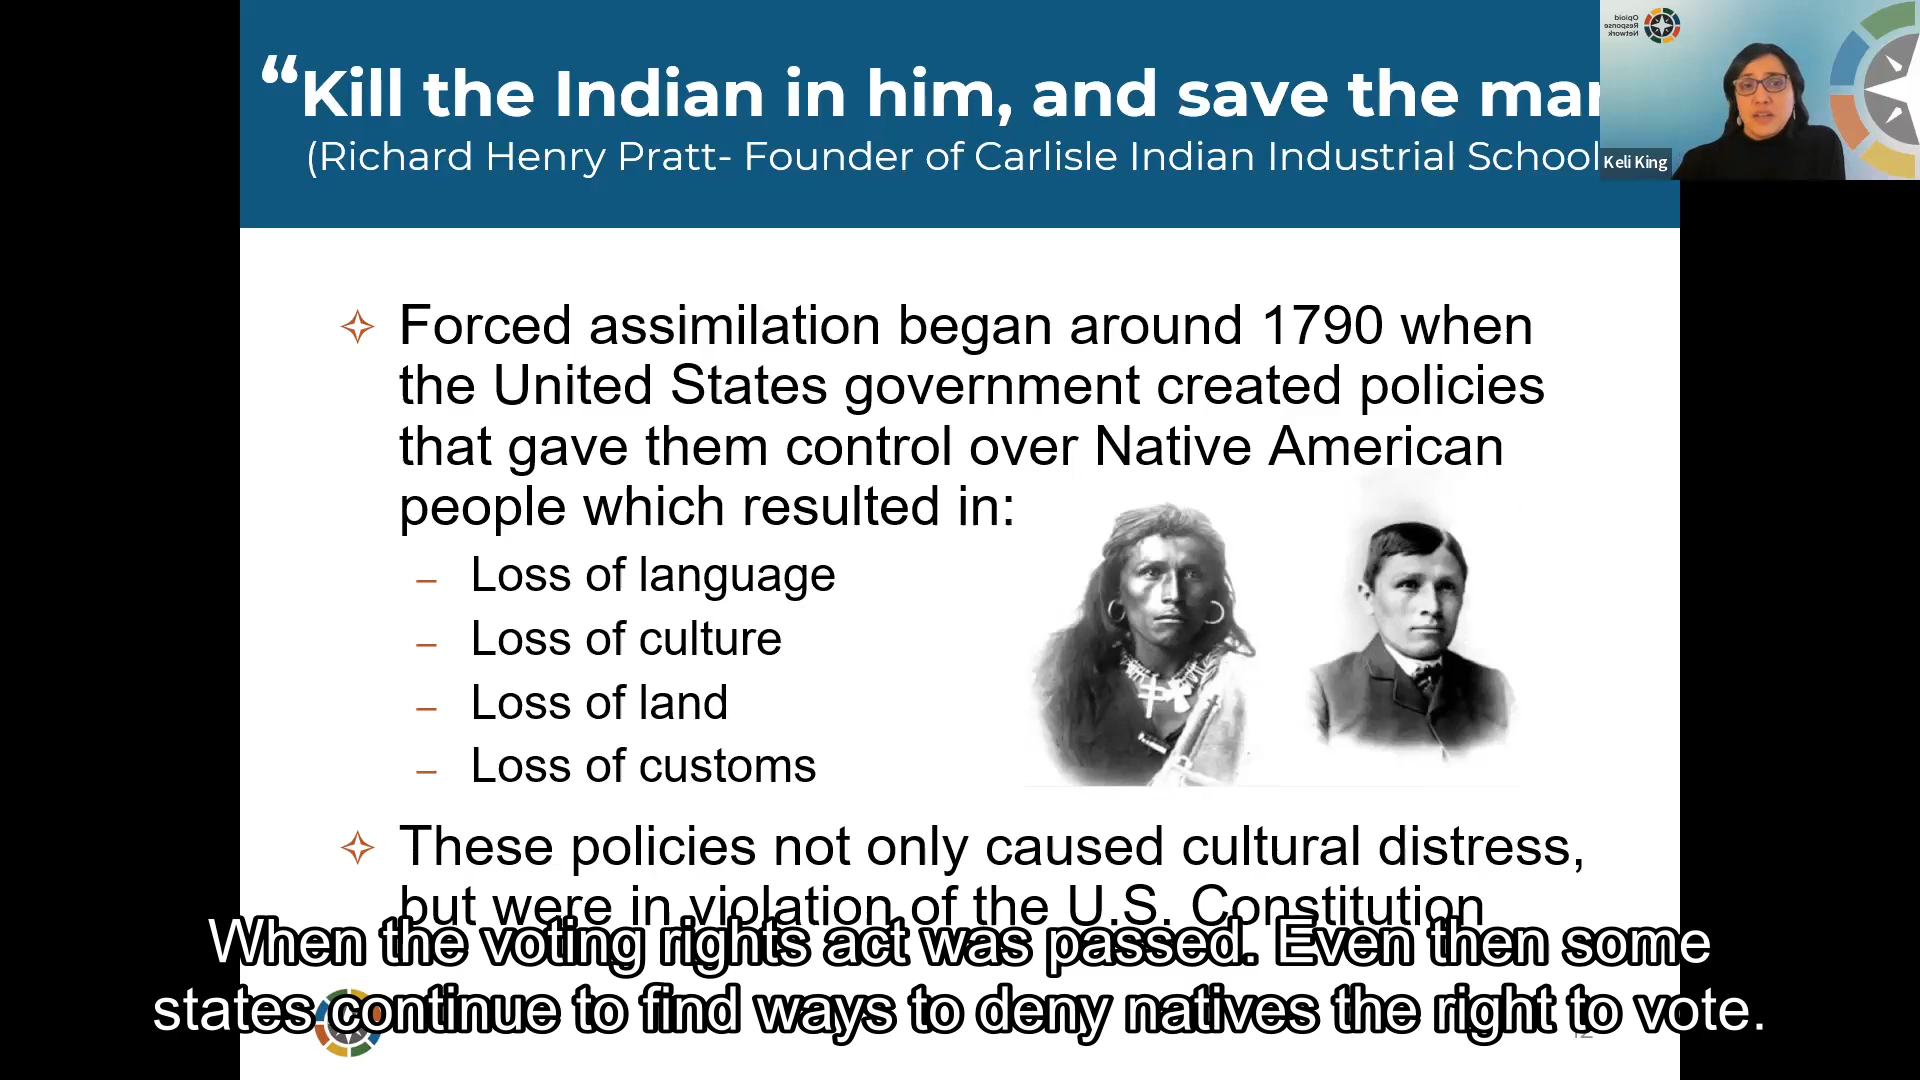 “Kill the Indian in him, and save the man
(Richard Henry Pratt- Founder of Carlisle Indian Industrial School
Opioid
Response
Network
Keli King
Forced assimilation began around 1790 when
the United States government created policies
that gave them control over Native American
people which resulted in:
– Loss of language
– Loss of culture
– Loss of land
– Loss of customs
These policies not only caused cultural distress,
but were in violation of the U.S. Constitution
When the voting rights act was passed. Even then some
states continue to find ways to deny natives the right to vote.
12